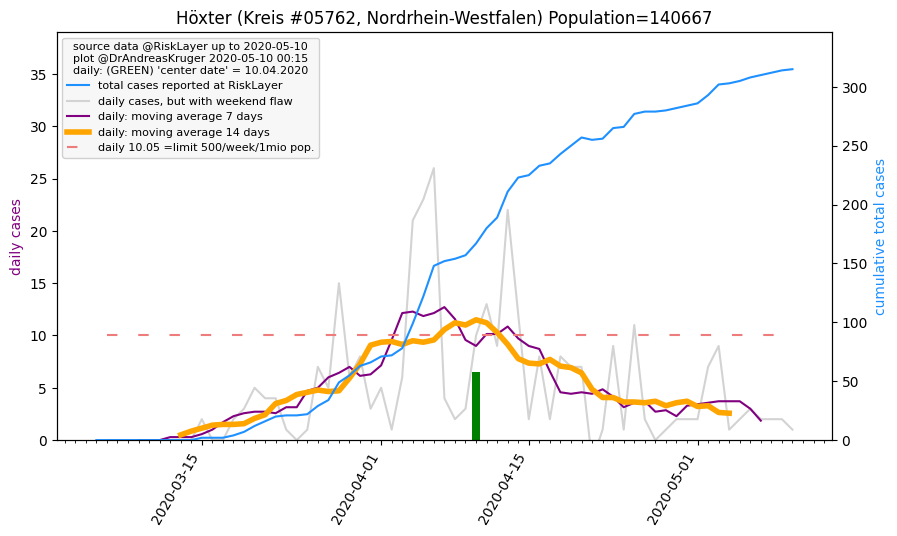 Höxter (Kreis #05762, Nordrhein-Westfalen) Population=140667
source data @RiskLayer up to 2020-05-10
plot @DrAndreasKruger 2020-05-10 00:15
daily: (GREEN) 'center date' = 10.04.2020
total cases reported at RiskLayer
daily cases, but with weekend flaw
daily: moving average 7 days
daily: moving average 14 days
daily 10.05 =limit 500/week/1mio pop.
daily cases
35
30
25
20
15
10
5
0
cumulative total cases
300
250
200
150
100
50
0
2020-03-15
2020-04-01
2020-04-15
2020-05-01